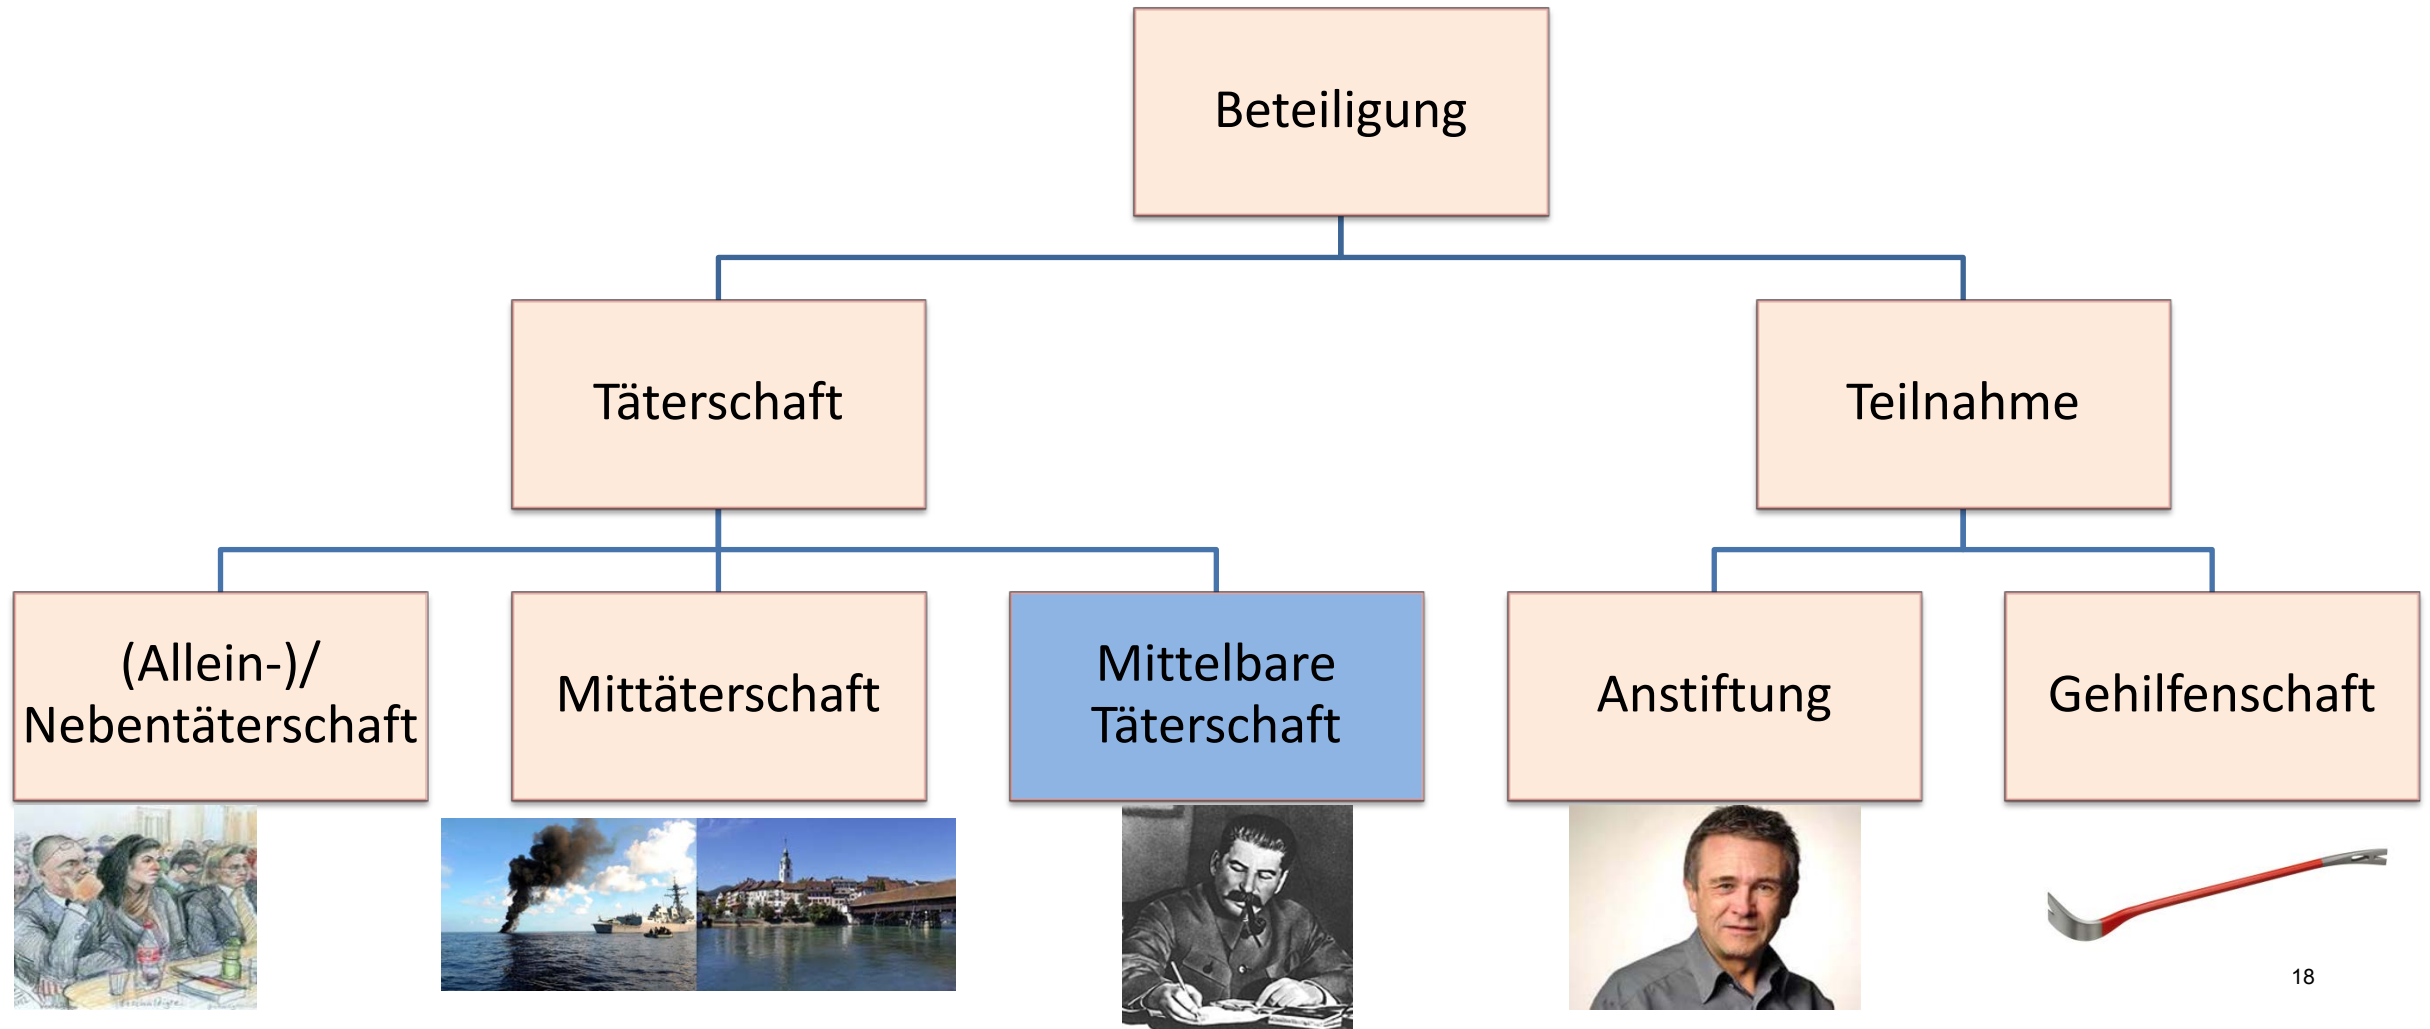 Beteiligung
Täterschaft
Teilnahme
(Allein-)/
Nebentäterschaft
Mittäterschaft
Mittelbare
Täterschaft
Anstiftung
Gehilfenschaft
18